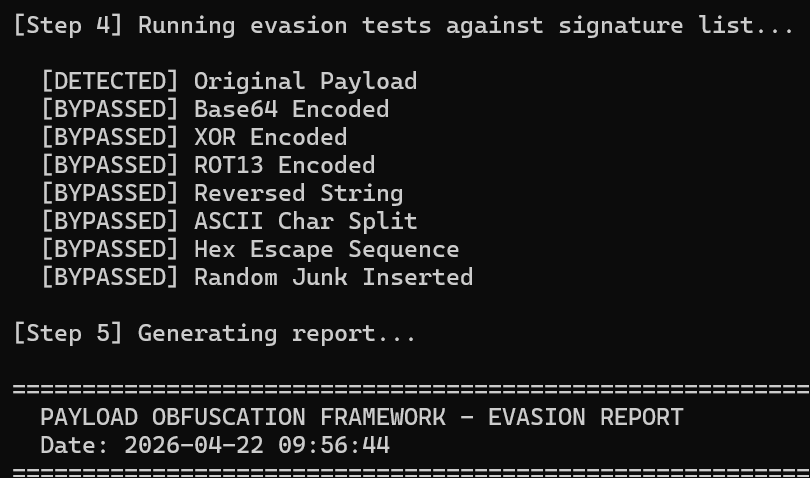 [Step 4] Running evasion tests against signature list...
[DETECTED] Original Payload
[BYPASSED] Base64 Encoded
[BYPASSED] XOR Encoded
[BYPASSED] ROT13 Encoded
[BYPASSED] Reversed String
[BYPASSED] ASCII Char Split
[BYPASSED] Hex Escape Sequence
[BYPASSED] Random Junk Inserted
[Step 5] Generating report...
=========================================================
PAYLOAD OBFUSCATION FRAMEWORK - EVASION REPORT
Date: 2026-04-22 09:56:44
=========================================================